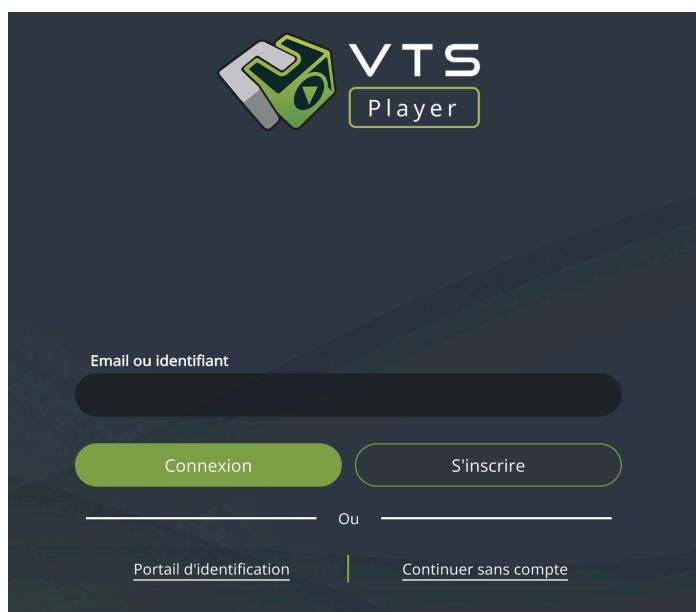 VTS
Player
Email ou identifiant
Connexion
S'inscrire
Ou
Portail d'identification
Continuer sans compte